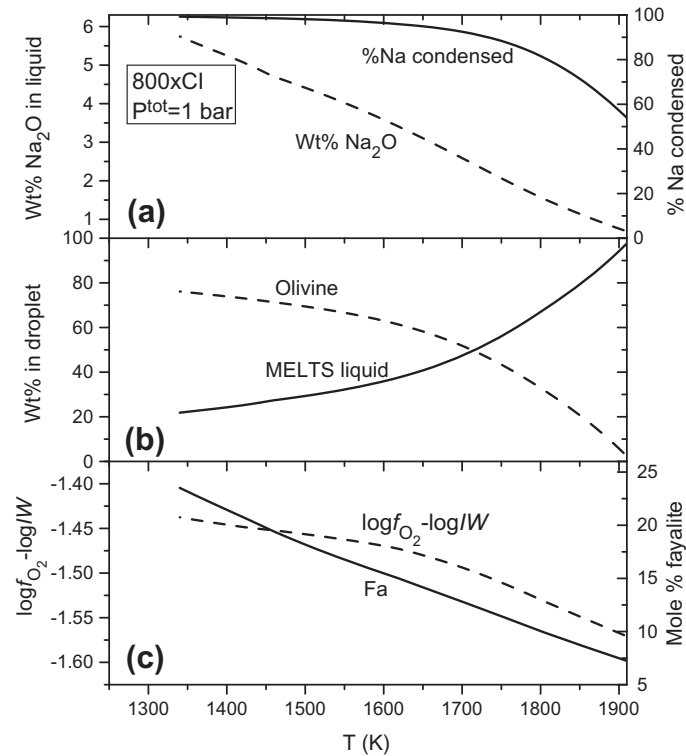 6
5
4
3
2
1
Wt% Na₂O in liquid
800xCI
Pᵗᵒᵗ=1 bar
%Na condensed
Wt% Na₂O
(a)
100
80
60
40
20
0
% Na condensed
100
80
60
40
20
0
Wt% in droplet
Olivine
MELTS liquid
(b)
-1.40
-1.45
-1.50
-1.55
-1.60
logf_O₂-logIW
logf_O₂-logIW
Fa
(c)
25
20
15
10
5
Mole % fayalite
1300 1400 1500 1600 1700 1800 1900
T (K)